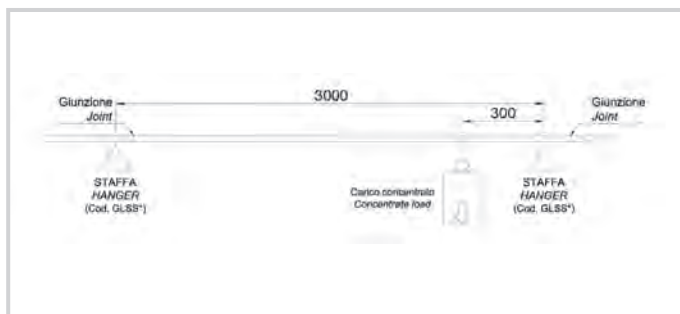 3000
Giunzione
Joint
300
Giunzione
Joint
STAFFA
HANGER
(Cod. GLSS*)
Carico concentrato
Concentrate load
STAFFA
HANGER
(Cod. GLSS*)